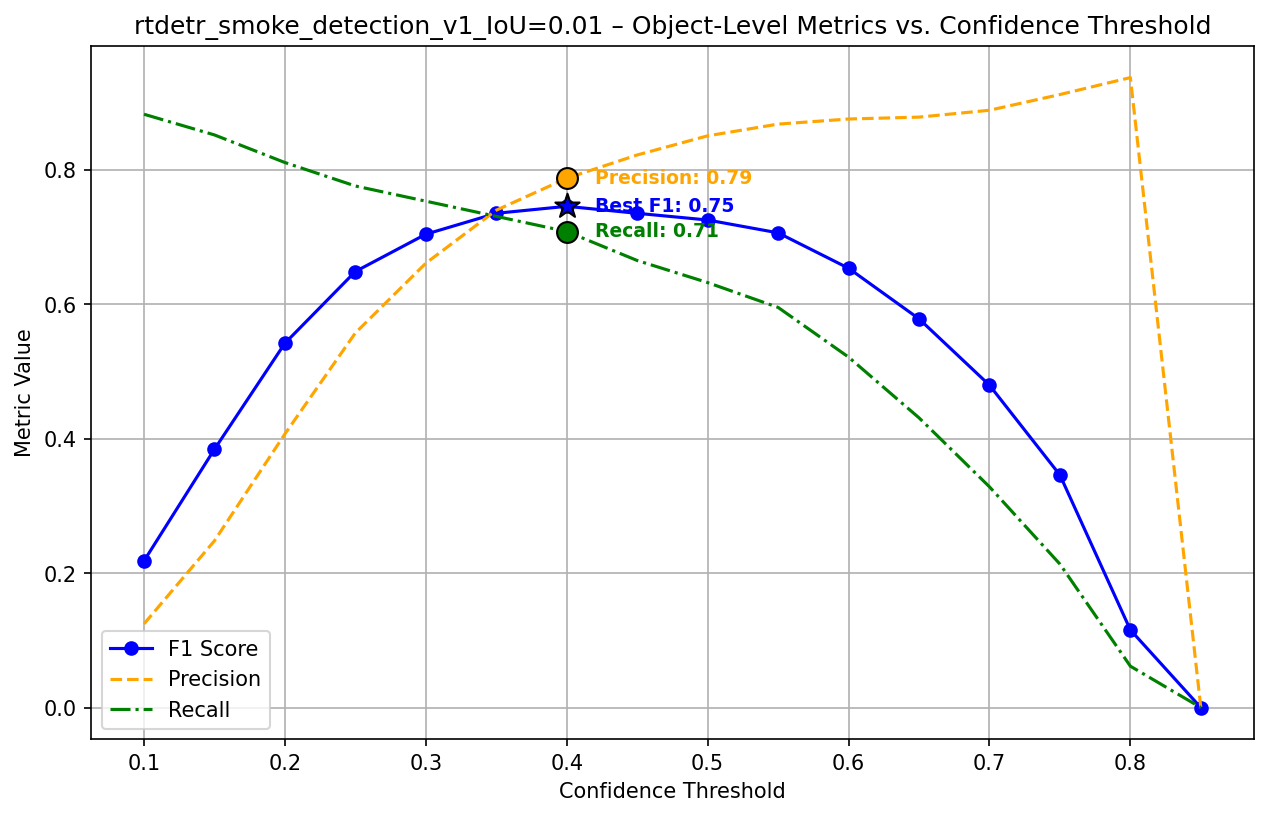 rtdetr_smoke_detection_v1_IoU=0.01 – Object-Level Metrics vs. Confidence Threshold
Metric Value
0.8
0.6
0.4
0.2
0.0
Precision: 0.79
Best F1: 0.75
Recall: 0.71
F1 Score
Precision
Recall
0.1 0.2 0.3 0.4 0.5 0.6 0.7 0.8
Confidence Threshold